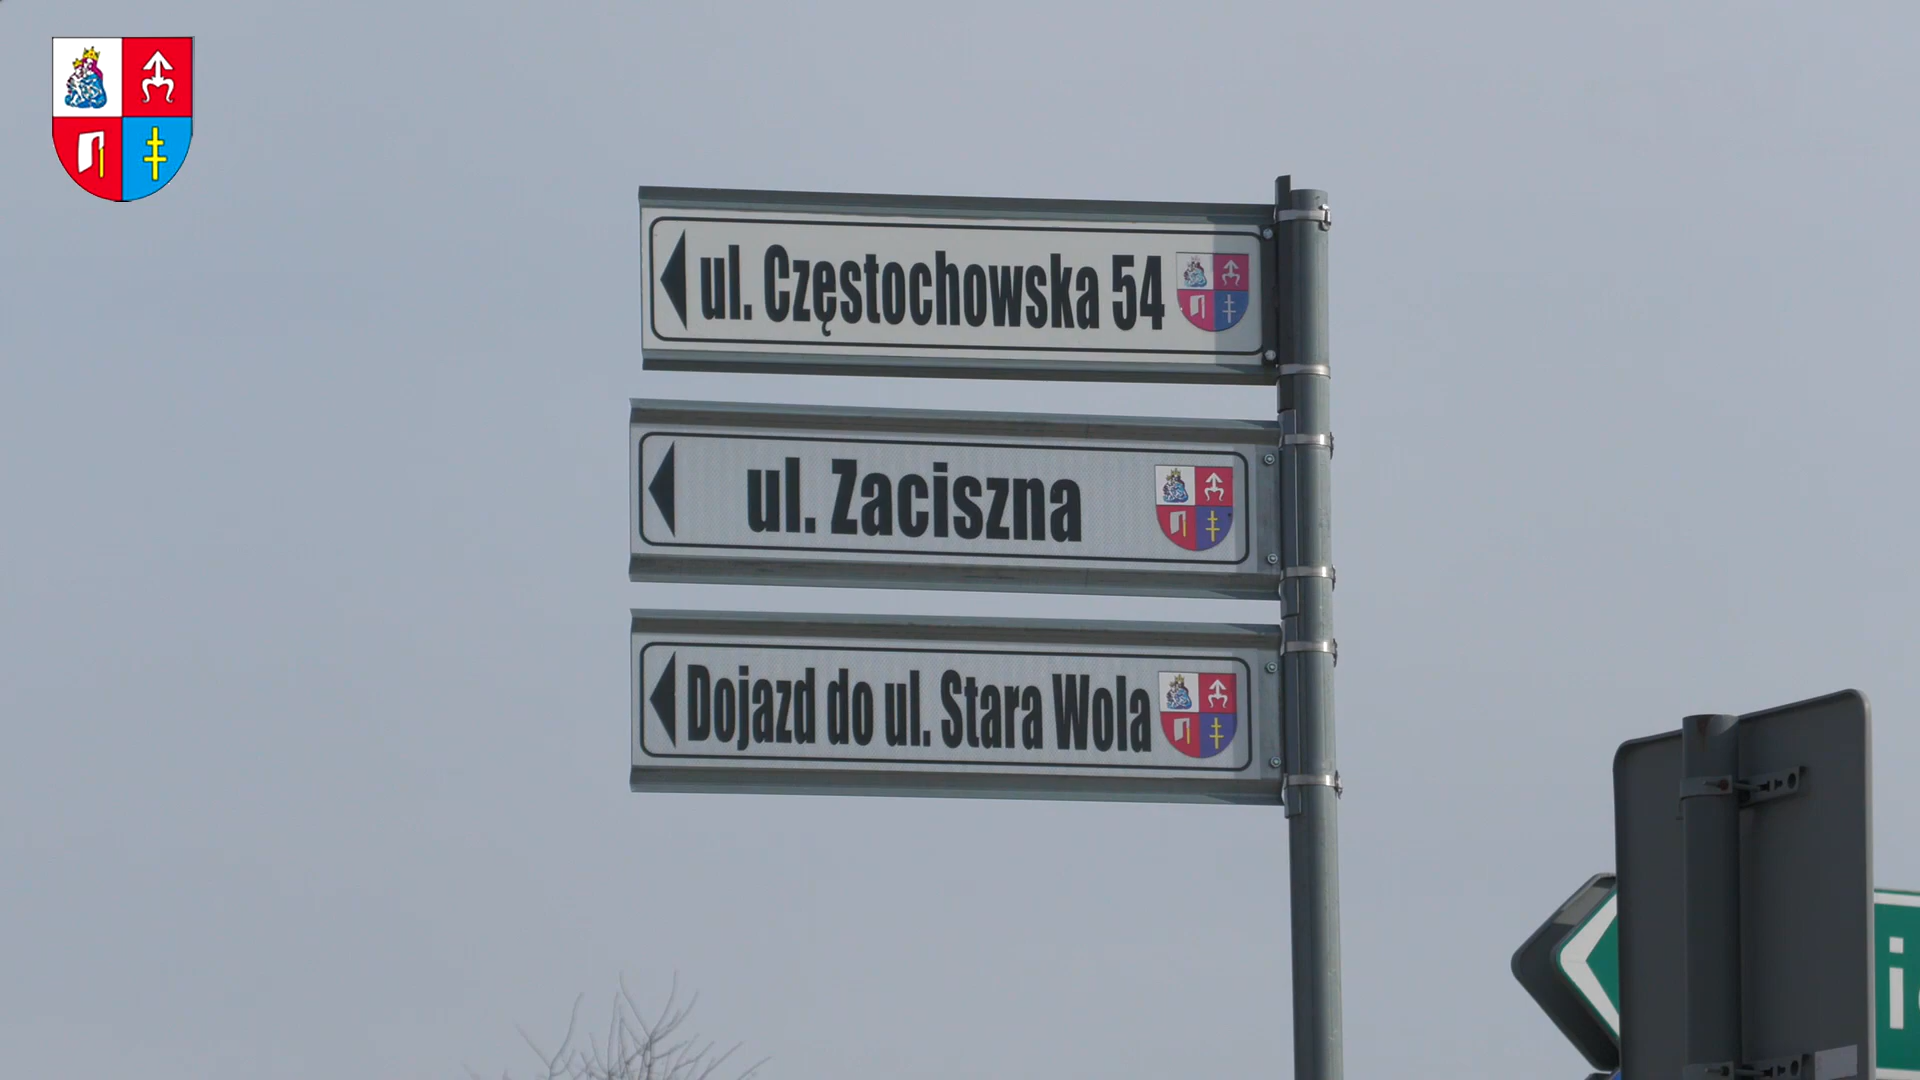 ul. Częstochowska 54
ul. Zaciszna
Dojazd do ul. Stara Wola